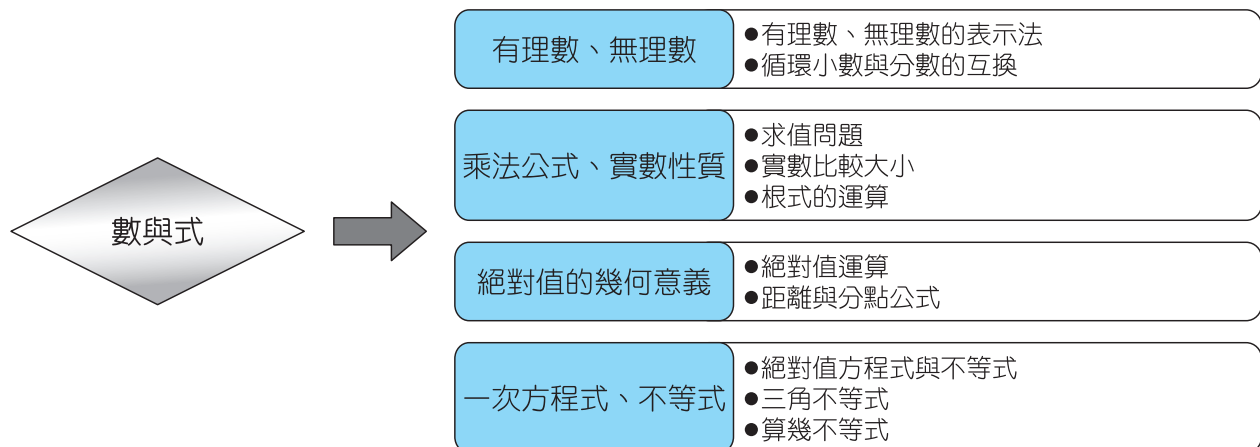 數與式
有理數、無理數
●有理數、無理數的表示法
●循環小數與分數的互換
乘法公式、實數性質
●求值問題
●實數比較大小
●根式的運算
絕對值的幾何意義
●絕對值運算
●距離與分點公式
一次方程式、不等式
●絕對值方程式與不等式
●三角不等式
●算幾不等式